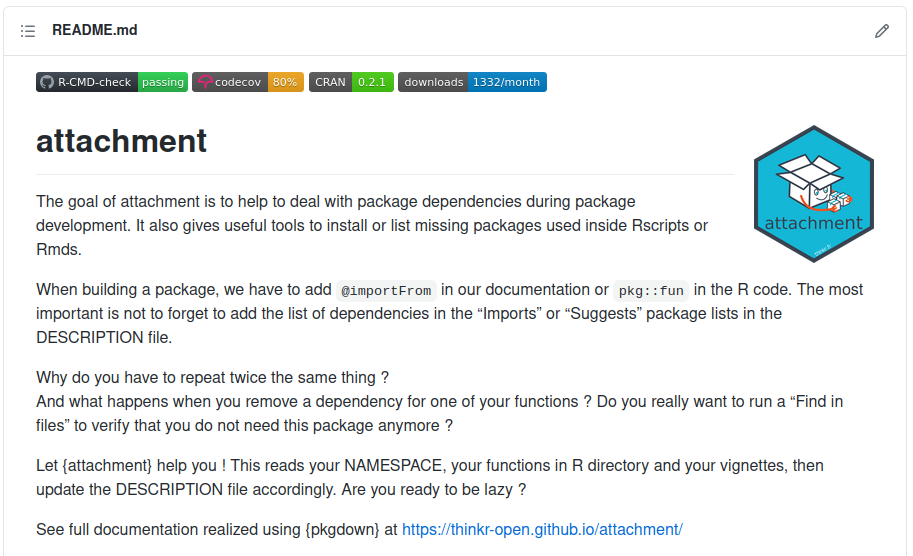 README.md
R-CMD-check passing codecov 80% CRAN 0.2.1 downloads 1332/month
attachment
attachment
The goal of attachment is to help to deal with package dependencies during package
development. It also gives useful tools to install or list missing packages used inside Rscripts or
Rmds.
When building a package, we have to add @importFrom in our documentation or pkg::fun in the R code. The most
important is not to forget to add the list of dependencies in the “Imports” or “Suggests” package lists in the
DESCRIPTION file.
Why do you have to repeat twice the same thing ?
And what happens when you remove a dependency for one of your functions ? Do you really want to run a “Find in
files” to verify that you do not need this package anymore ?
Let {attachment} help you ! This reads your NAMESPACE, your functions in R directory and your vignettes, then
update the DESCRIPTION file accordingly. Are you ready to be lazy ?
See full documentation realized using {pkgdown} at https://thinkr-open.github.io/attachment/